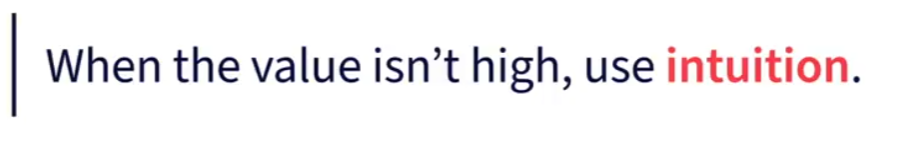 When the value isn’t high, use intuition.